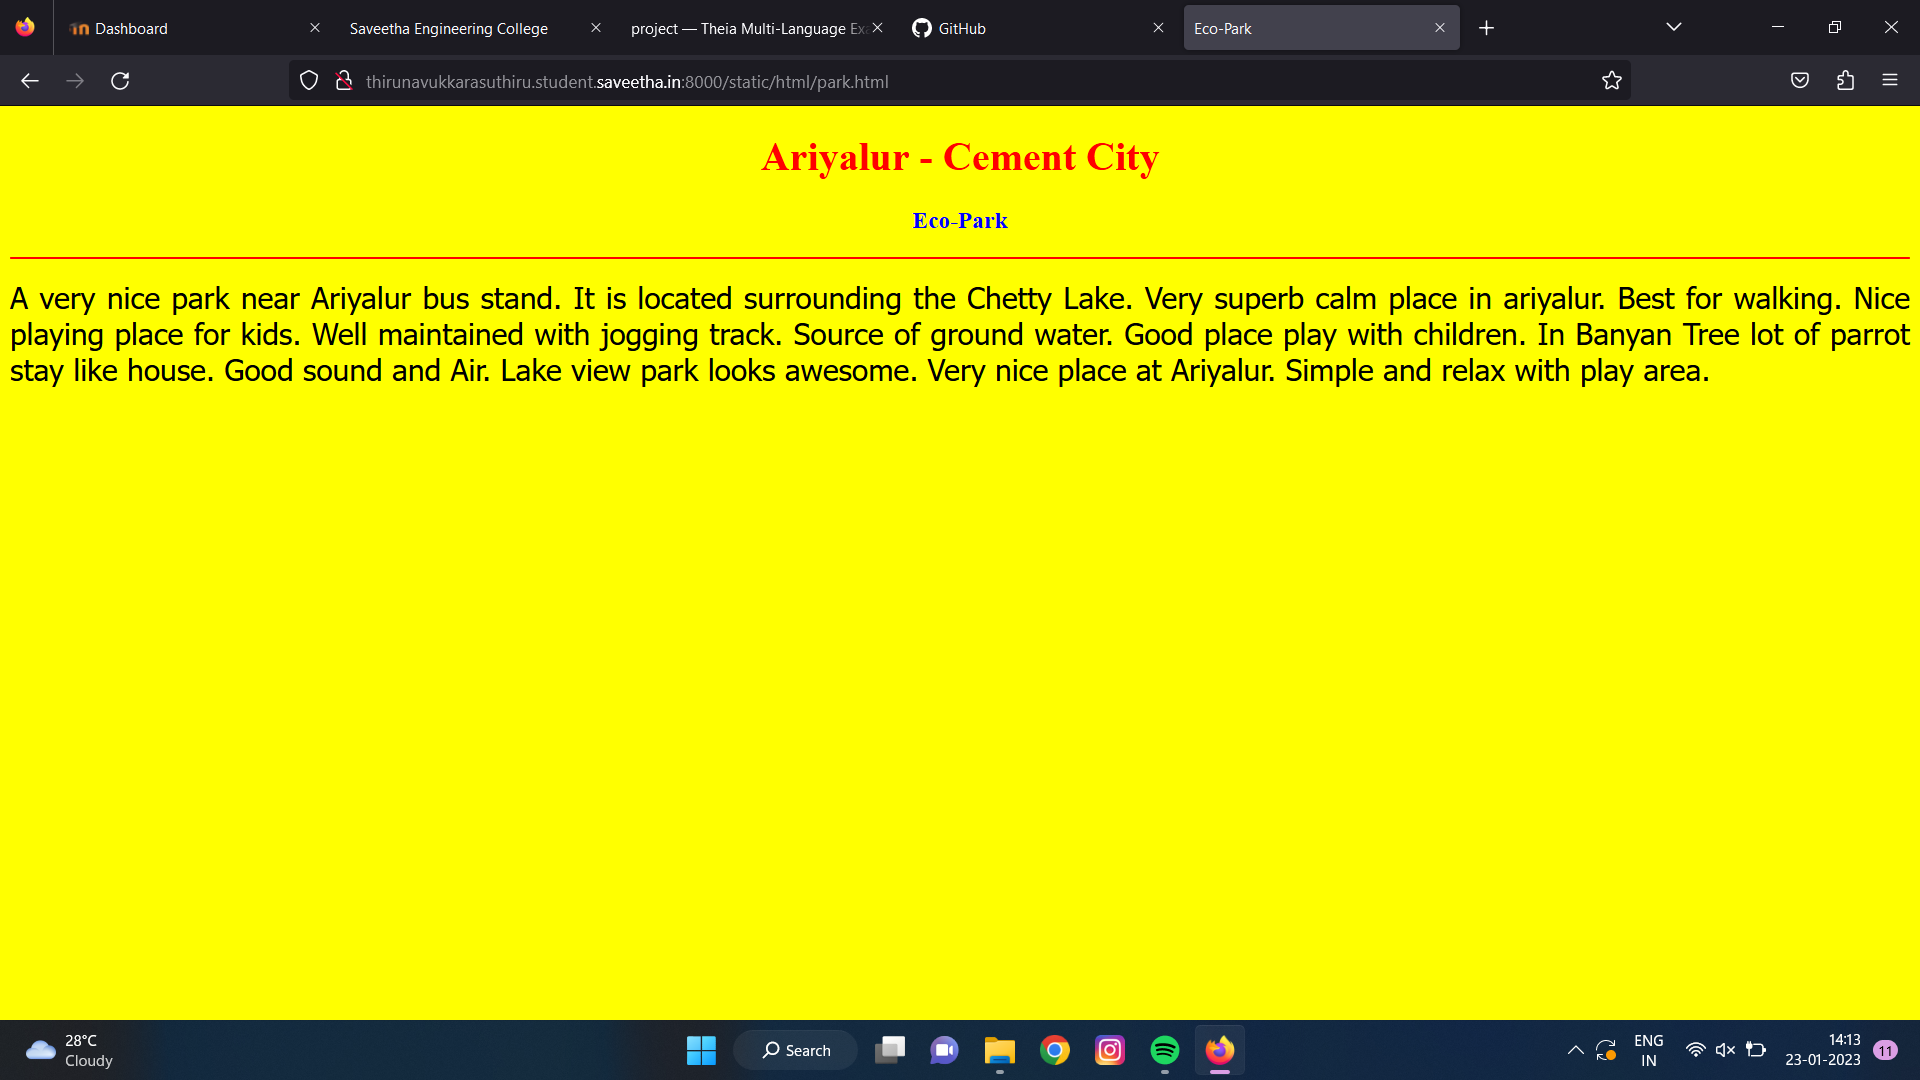 Dashboard
Saveetha Engineering College
project — Theia Multi-Language Ex
GitHub
Eco-Park
thirunavukkarasuthiru.student.saveetha.in:8000/static/html/park.html
Ariyalur - Cement City
Eco-Park
A very nice park near Ariyalur bus stand. It is located surrounding the Chetty Lake. Very superb calm place in ariyalur. Best for walking. Nice
playing place for kids. Well maintained with jogging track. Source of ground water. Good place play with children. In Banyan Tree lot of parrot
stay like house. Good sound and Air. Lake view park looks awesome. Very nice place at Ariyalur. Simple and relax with play area.
28°C
Cloudy
Search
ENG
IN
14:13
23-01-2023
11